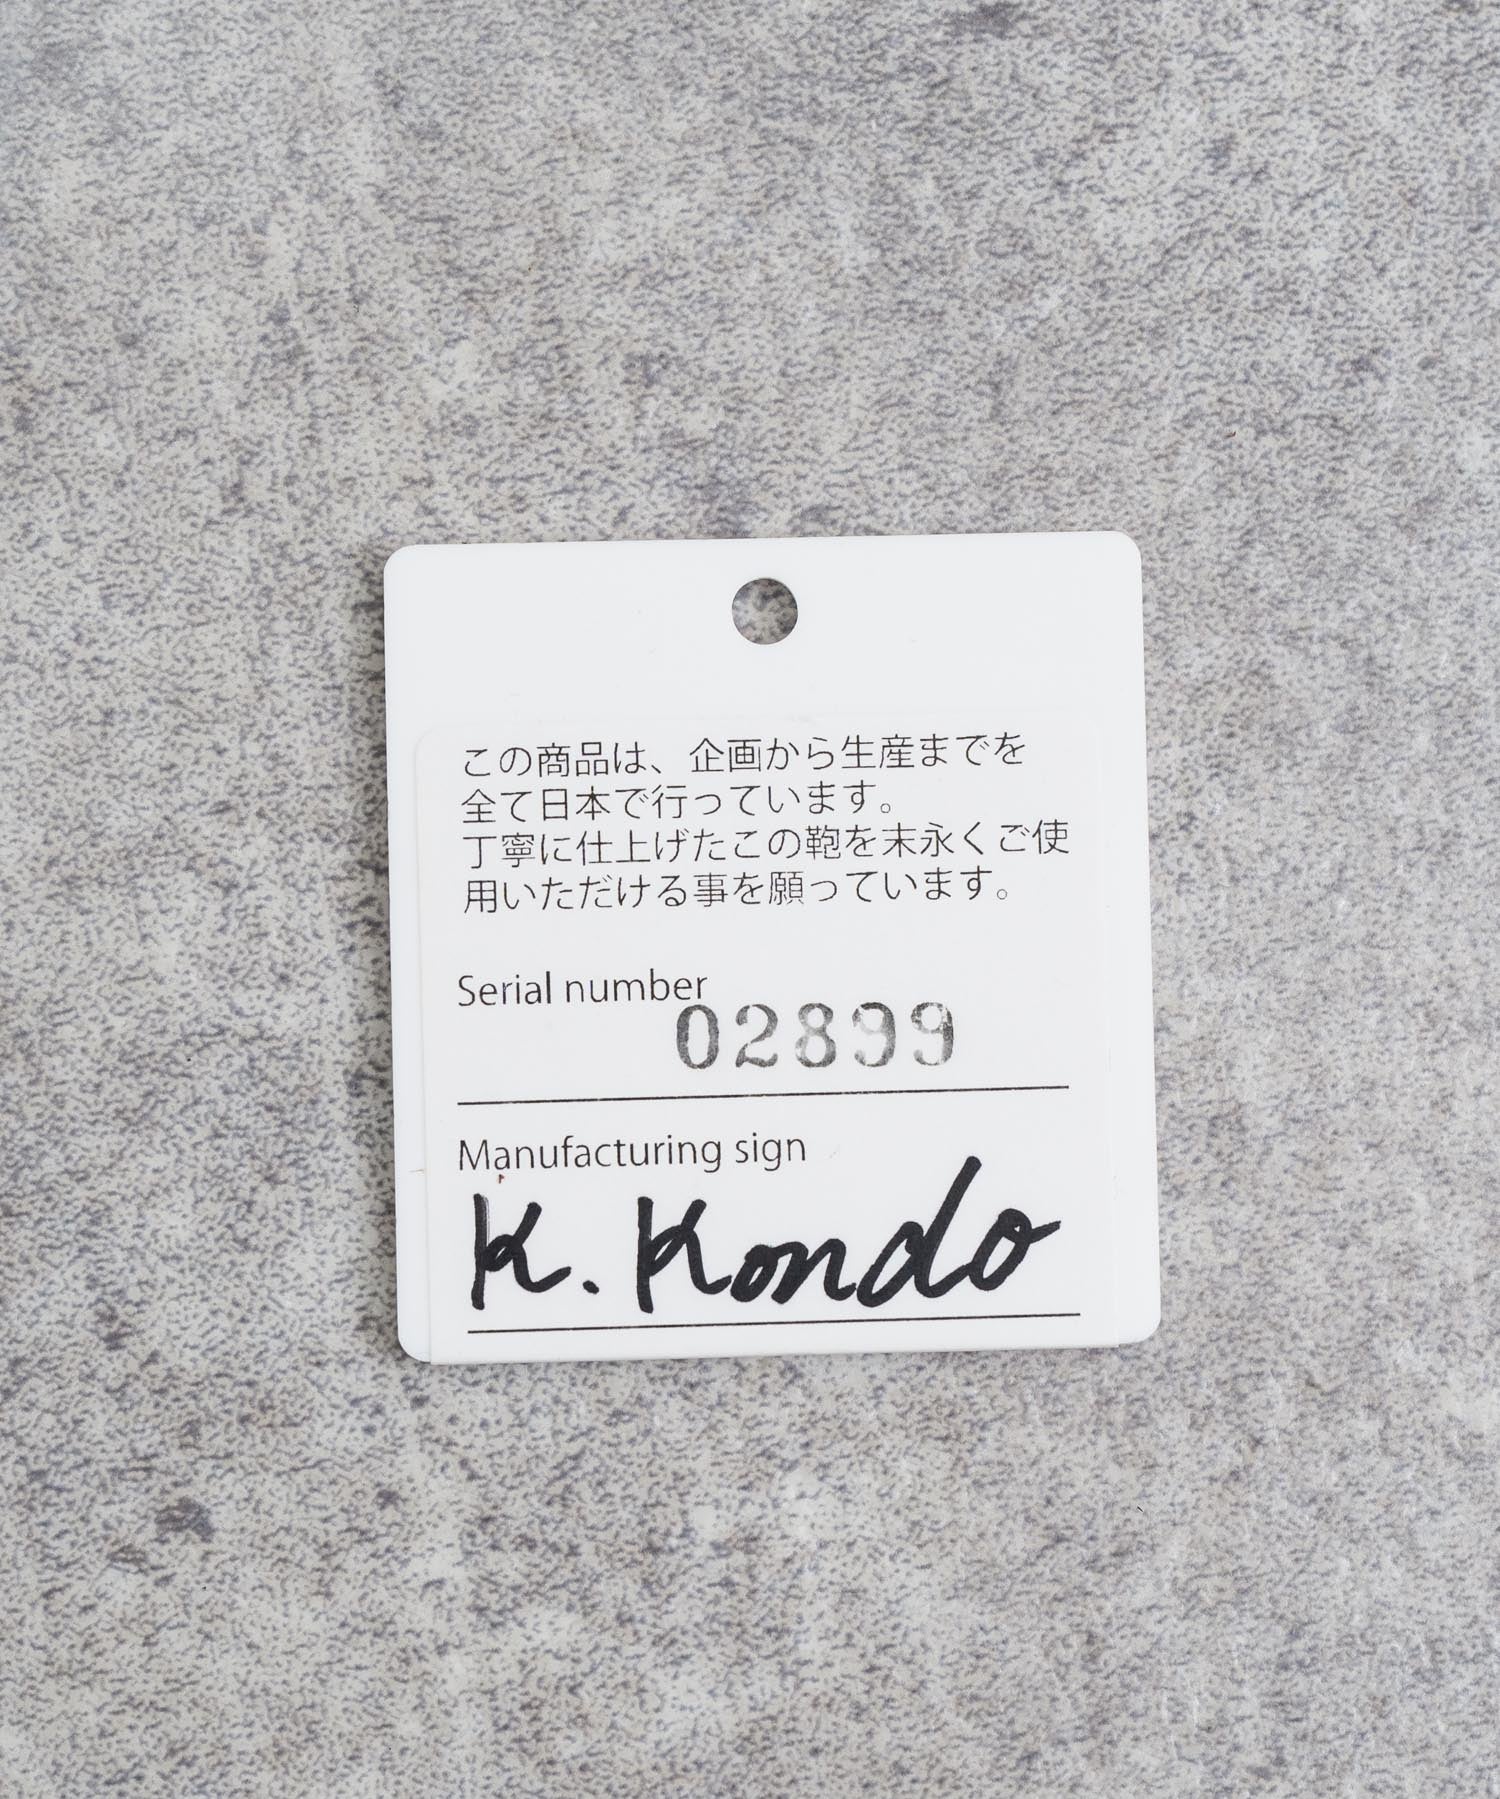 この商品は、企画から生産までを
全て日本で行っています。
丁寧に仕上げたこの鞄を末永くご使
用いただける事を願っています。
Serial number
02899
Manufacturing sign
K. Kondo